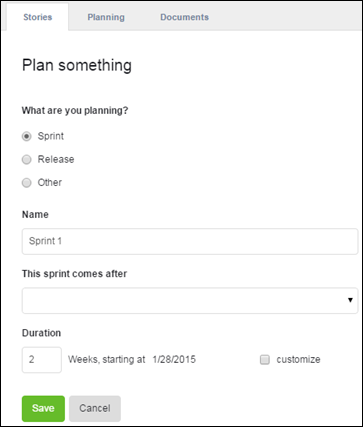 Stories Planning Documents
Plan something
What are you planning?
Sprint
Release
Other
Name
Sprint 1
This sprint comes after
Duration
2 Weeks, starting at 1/28/2015 customize
Save Cancel